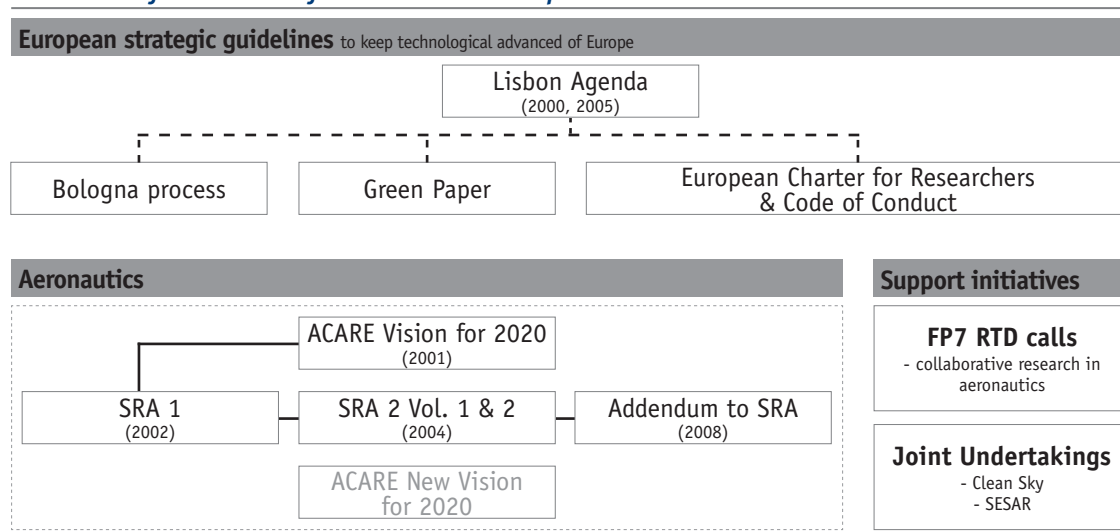 European strategic guidelines to keep technological advanced of Europe
Lisbon Agenda
(2000, 2005)
Bologna process
Green Paper
European Charter for Researchers
& Code of Conduct
Aeronautics
ACARE Vision for 2020
(2001)
SRA 1
(2002)
SRA 2 Vol. 1 & 2
(2004)
Addendum to SRA
(2008)
ACARE New Vision
for 2020
Support initiatives
FP7 RTD calls
- collaborative research in
aeronautics
Joint Undertakings
- Clean Sky
- SESAR